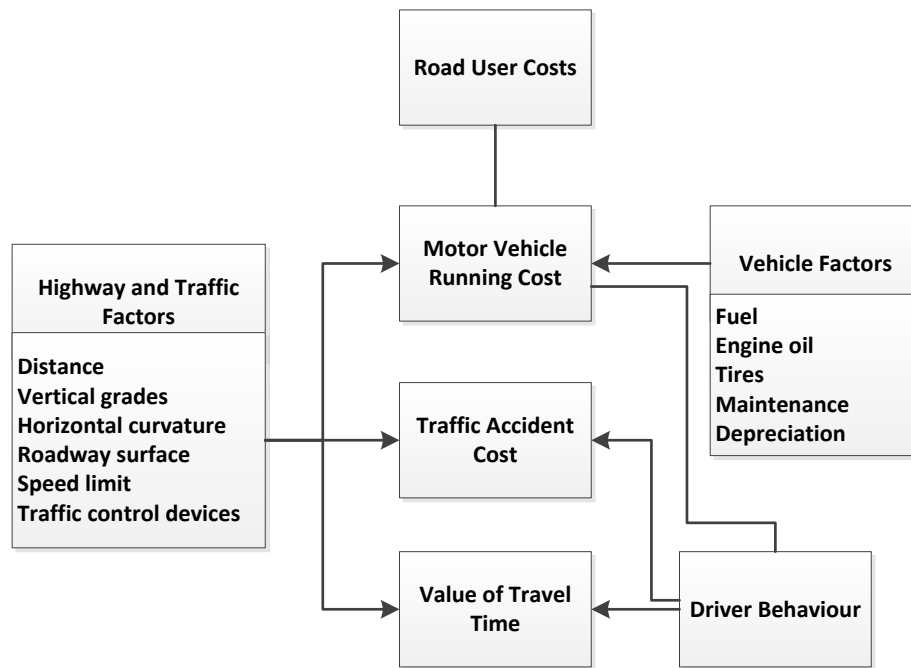 Road User Costs
Motor Vehicle
Running Cost
Vehicle Factors
Fuel
Engine oil
Tires
Maintenance
Depreciation
Highway and Traffic
Factors
Distance
Vertical grades
Horizontal curvature
Roadway surface
Speed limit
Traffic control devices
Traffic Accident
Cost
Value of Travel
Time
Driver Behaviour